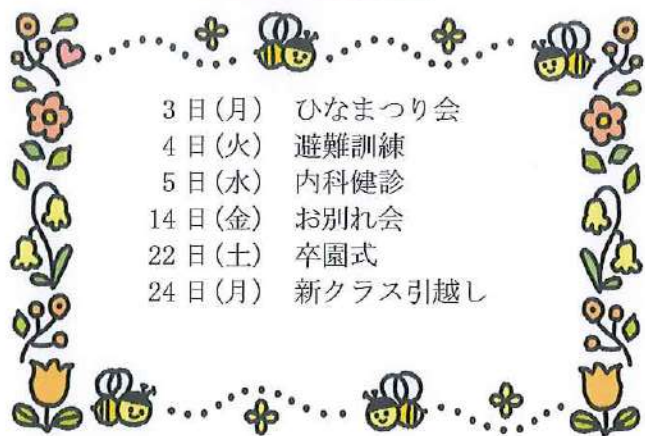 3日(月) ひなまつり会
4日(火) 避難訓練
5日(水) 内科健診
14日(金) お別れ会
22日(土) 卒園式
24日(月) 新クラス引越し